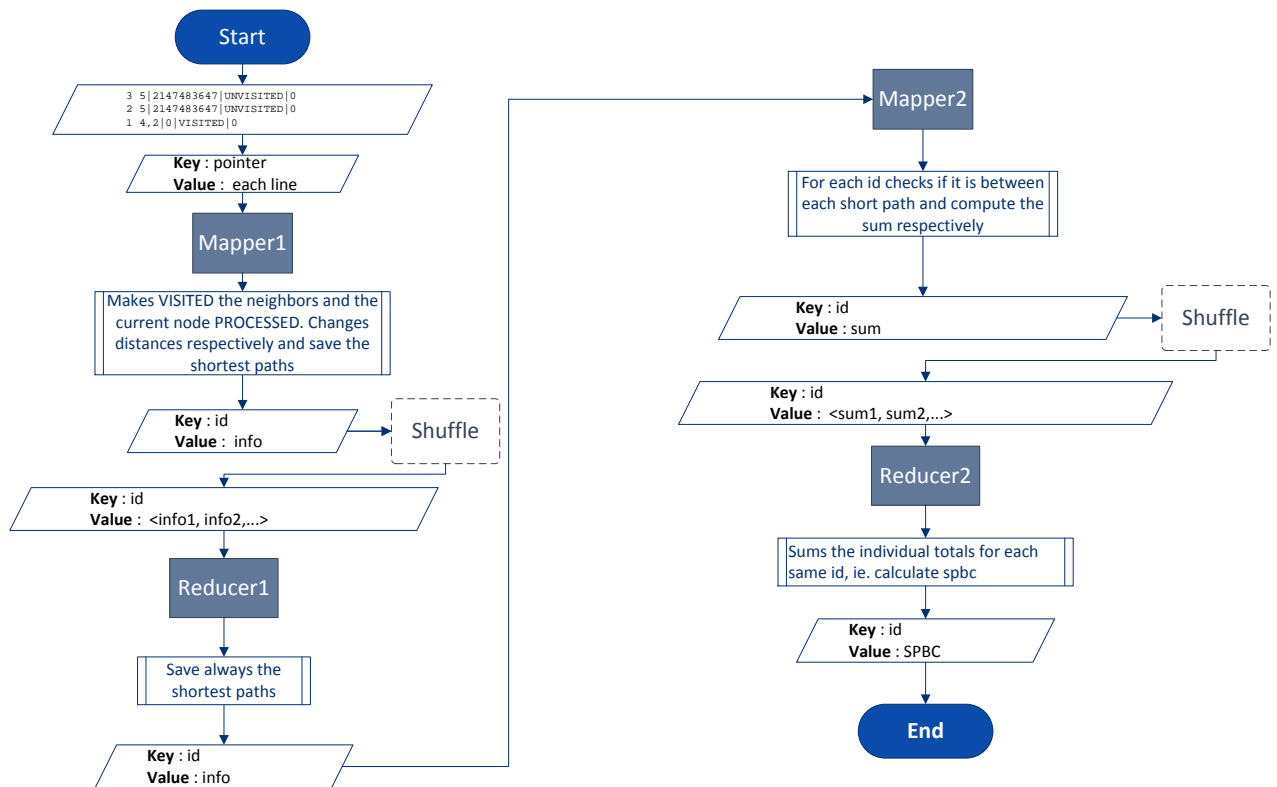 Start
3 5|2147483647|UNVISITED|0
2 5|2147483647|UNVISITED|0
1 4,2|0|VISITED|0
Key : pointer
Value : each line
Mapper1
Makes VISITED the neighbors and the
current node PROCESSED. Changes
distances respectively and save the
shortest paths
Key : id
Value : info
Shuffle
Key : id
Value : <info1, info2,...>
Reducer1
Save always the
shortest paths
Key : id
Value : info
Mapper2
For each id checks if it is between
each short path and compute the
sum respectively
Key : id
Value : sum
Shuffle
Key : id
Value : <sum1, sum2,...>
Reducer2
Sums the individual totals for each
same id, ie. calculate spbc
Key : id
Value : SPBC
End